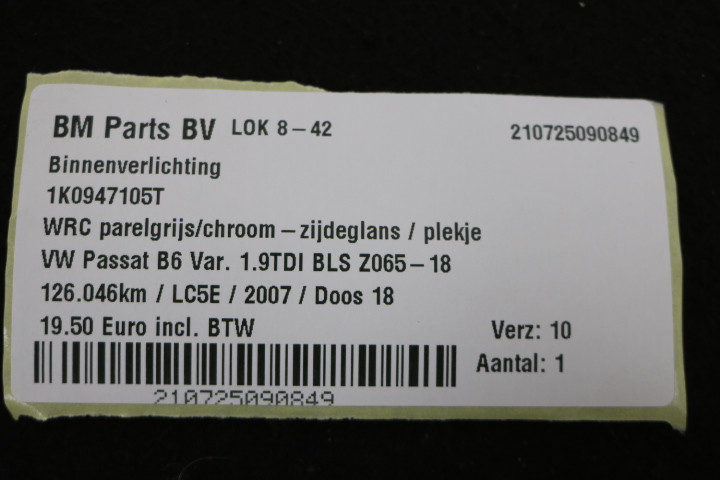 BM Parts BV LOK 8-42 210725090849
Binnenverlichting
1K0947105T
WRC parelgrijs/chroom-zijdeglans / plekje
VW Passat B6 Var. 1.9TDI BLS Z065-18
126.046km / LC5E / 2007 / Doos 18
19.50 Euro incl. BTW Verz: 10
Aantal: 1
210725090849